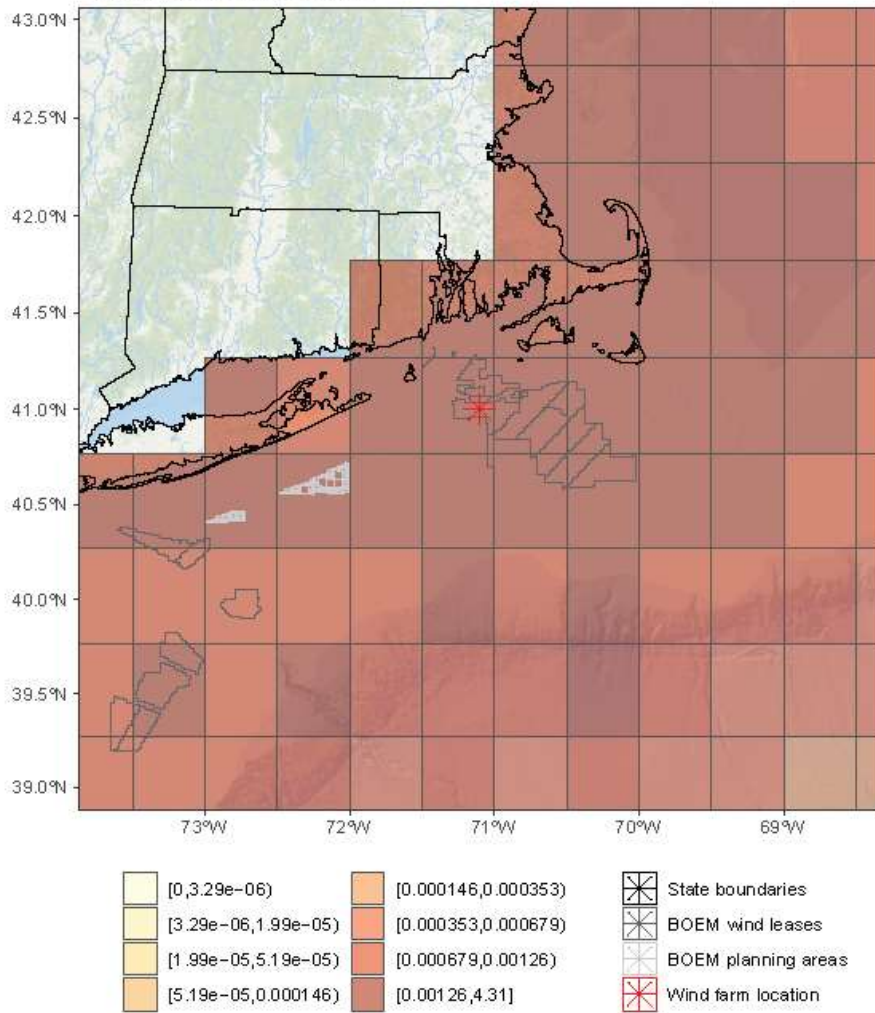 43.0°N
42.5°N
42.0°N
41.5°N
41.0°N
40.5°N
40.0°N
39.5°N
39.0°N
73°W 72°W 71°W 70°W 69°W
[0,3.29e−06) [0.000146,0.000353) State boundaries
[3.29e−06,1.99e−05) [0.000353,0.000679) BOEM wind leases
[1.99e−05,5.19e−05) [0.000679,0.00126) BOEM planning areas
[5.19e−05,0.000146) [0.00126,4.31] Wind farm location